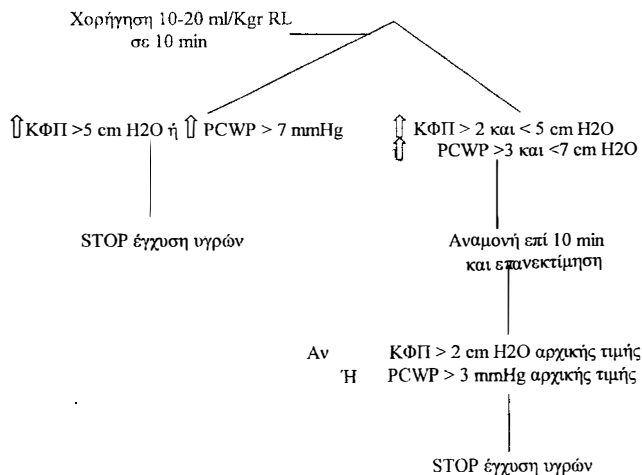 Χορήγηση 10-20 ml/Kgr RL
σε 10 min
⇧ ΚΦΠ >5 cm H2O ή ⇧ PCWP > 7 mmHg
⇧ ΚΦΠ > 2 και < 5 cm H2O
⇧ PCWP >3 και <7 cm H2O
STOP έγχυση υγρών
Αναμονή επί 10 min
και επανεκτίμηση
Αν ΚΦΠ > 2 cm H2O αρχικής τιμής
Ή PCWP > 3 mmHg αρχικής τιμής
STOP έγχυση υγρών